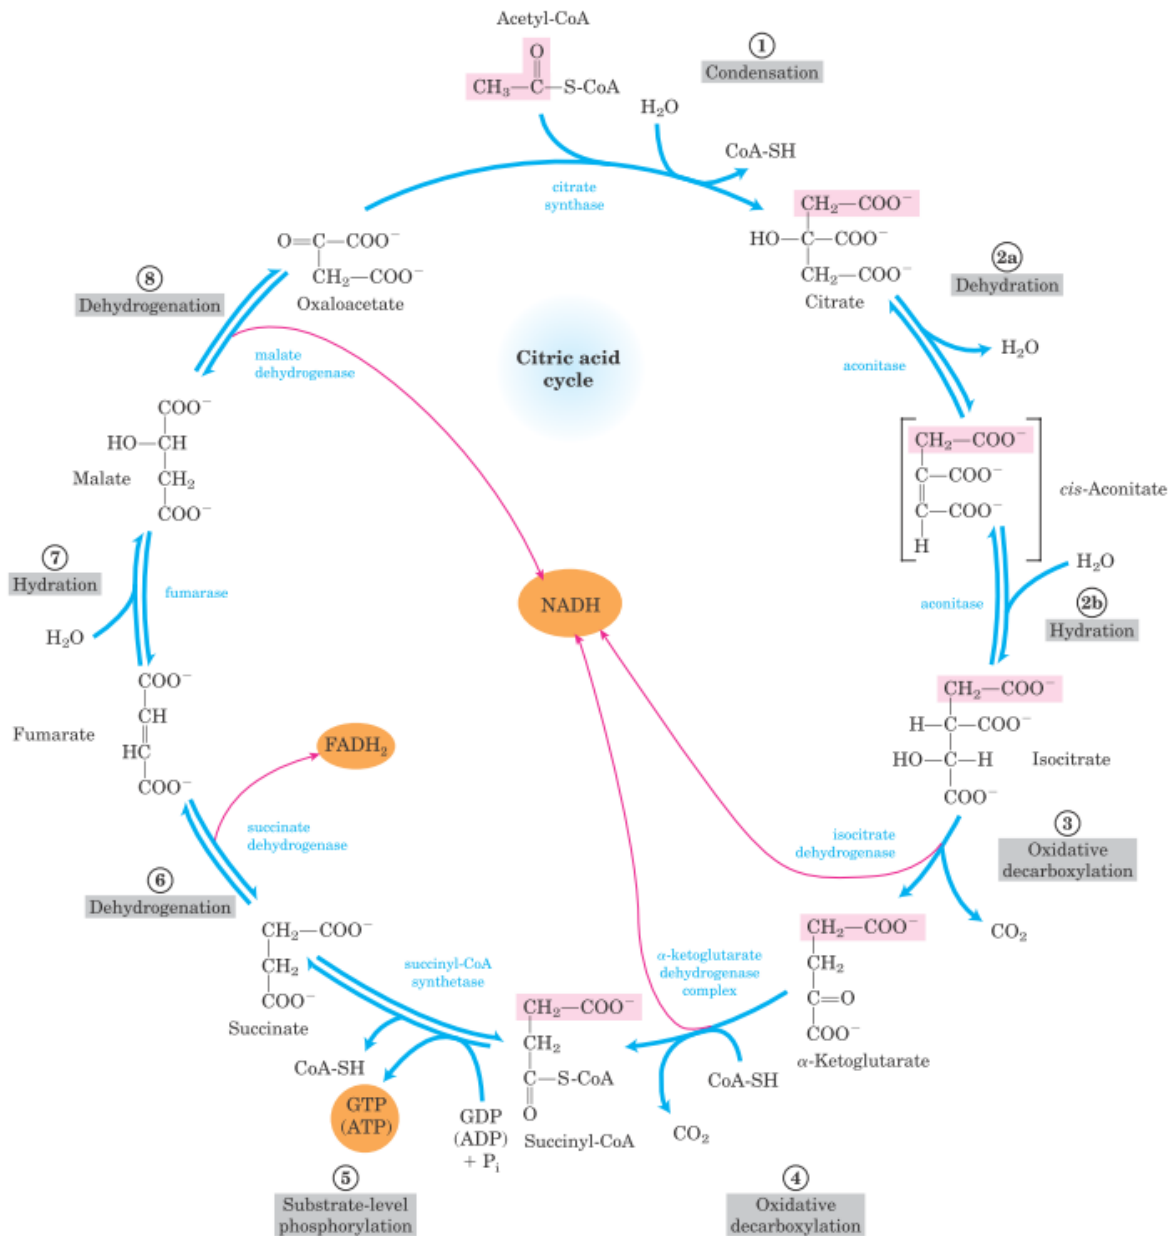 Acetyl-CoA
O
CH₃—C—S-CoA
①
Condensation
H₂O
CoA-SH
citrate
synthase
CH₂—COO⁻
HO—C—COO⁻
CH₂—COO⁻
Citrate
2a
Dehydration
H₂O
aconitase
CH₂—COO⁻
C—COO⁻
C—COO⁻
H
cis-Aconitate
H₂O
2b
Hydration
aconitase
CH₂—COO⁻
H—C—COO⁻
HO—C—H
COO⁻
Isocitrate
③
Oxidative
decarboxylation
isocitrate
dehydrogenase
CO₂
CH₂—COO⁻
CH₂
C=O
COO⁻
α-Ketoglutarate
α-ketoglutarate
dehydrogenase
complex
CoA-SH
CO₂
④
Oxidative
decarboxylation
CH₂—COO⁻
CH₂
C—S-CoA
O
Succinyl-CoA
succinyl-CoA
synthetase
GDP
(ADP)
+ Pᵢ
CoA-SH
GTP
(ATP)
⑤
Substrate-level
phosphorylation
CH₂—COO⁻
CH₂
COO⁻
Succinate
⑥
Dehydrogenation
succinate
dehydrogenase
FADH₂
COO⁻
CH
HC
COO⁻
Fumarate
⑦
Hydration
H₂O
fumarase
COO⁻
HO—CH
CH₂
COO⁻
Malate
⑧
Dehydrogenation
malate
dehydrogenase
O=C—COO⁻
CH₂—COO⁻
Oxaloacetate
Citric acid
cycle
NADH